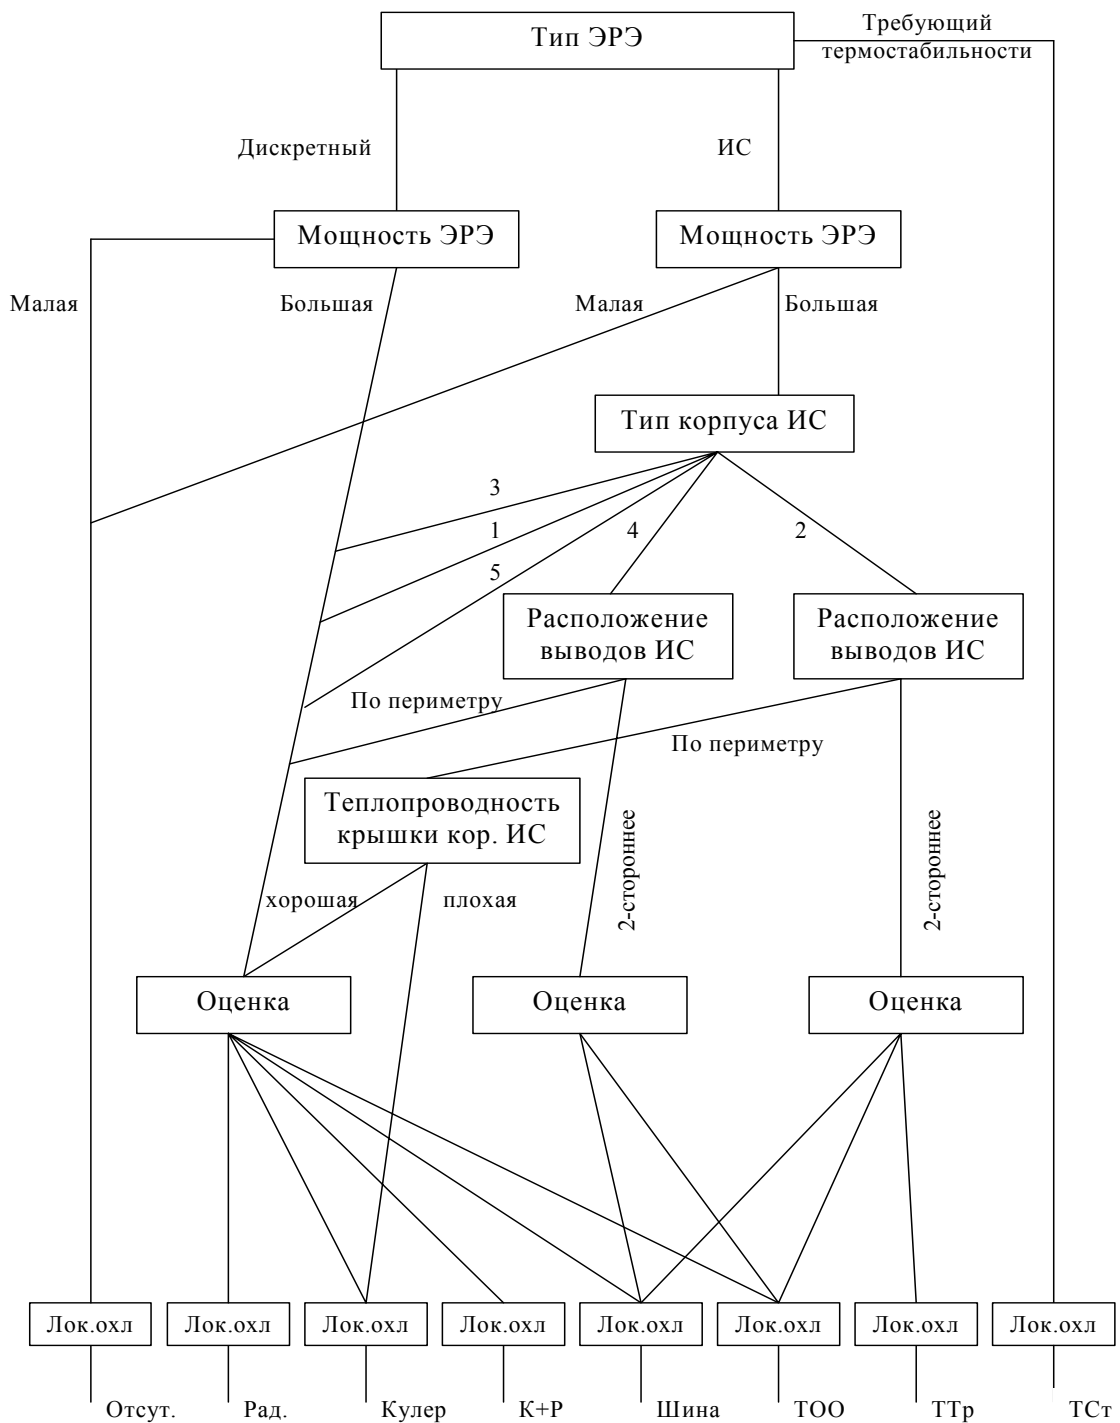 Тип ЭРЭ
Требующий
термостабильности
Дискретный
ИС
Мощность ЭРЭ
Мощность ЭРЭ
Малая
Большая
Малая
Большая
Тип корпуса ИС
3
1
5
4
2
Расположение
выводов ИС
Расположение
выводов ИС
По периметру
По периметру
Теплопроводность
крышки кор. ИС
2-стороннее
2-стороннее
хорошая
плохая
Оценка
Оценка
Оценка
Лок.охл
Лок.охл
Лок.охл
Лок.охл
Лок.охл
Лок.охл
Лок.охл
Лок.охл
Отсут.
Рад.
Кулер
К+Р
Шина
ТОО
ТТр
ТСт